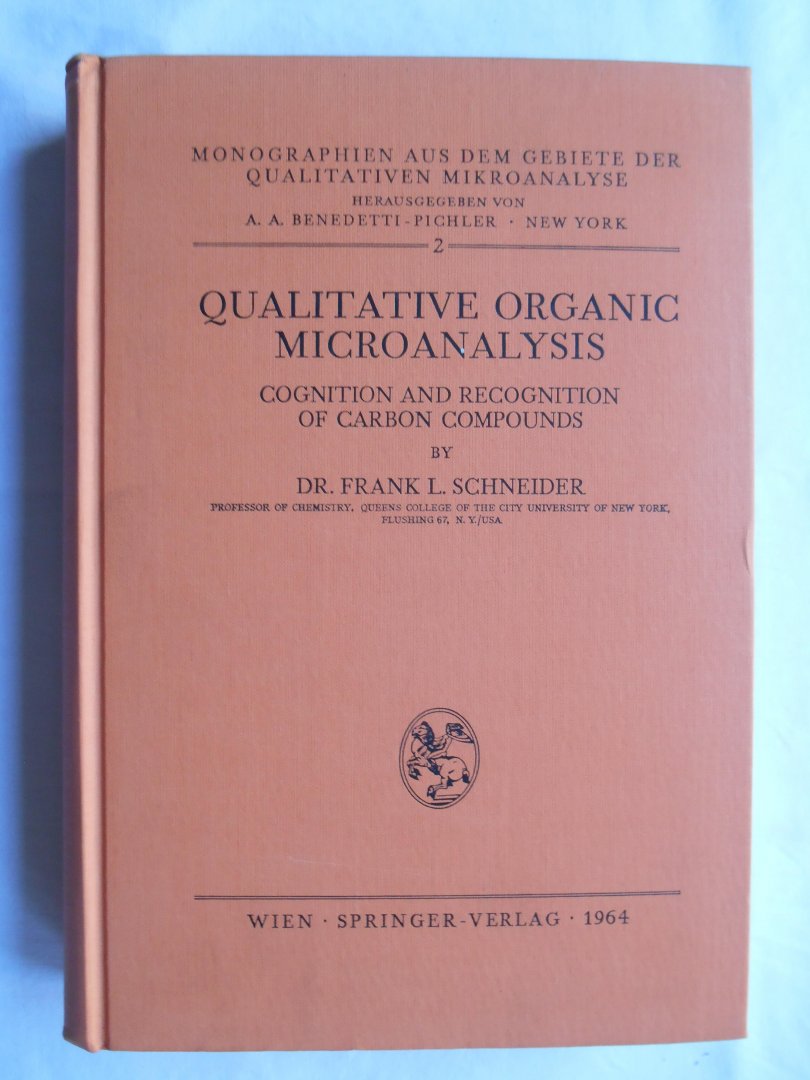 MONOGRAPHIEN AUS DEM GEBIETE DER
QUALITATIVEN MIKROANALYSE
HERAUSGEGEBEN VON
A. A. BENEDETTI-PICHLER · NEW YORK
2
QUALITATIVE ORGANIC
MICROANALYSIS
COGNITION AND RECOGNITION
OF CARBON COMPOUNDS
BY
DR. FRANK L. SCHNEIDER
PROFESSOR OF CHEMISTRY, QUEENS COLLEGE OF THE CITY UNIVERSITY OF NEW YORK,
FLUSHING 67, N. Y./USA
WIEN · SPRINGER-VERLAG · 1964